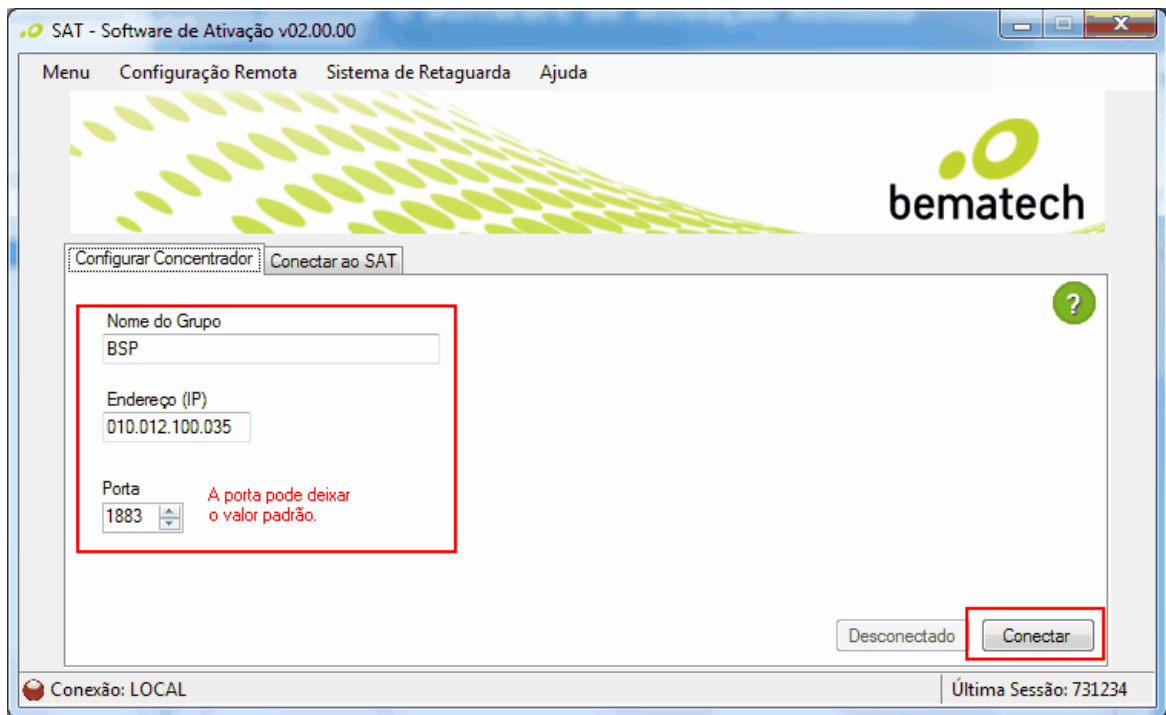 SAT - Software de Ativação v02.00.00
Menu Configuração Remota Sistema de Retaguarda Ajuda
bematech
Configurar Concentrador Conectar ao SAT
?
Nome do Grupo
BSP
Endereço (IP)
010.012.100.035
Porta
1883
A porta pode deixar
o valor padrão.
Desconectado Conectar
Conexão: LOCAL Última Sessão: 731234